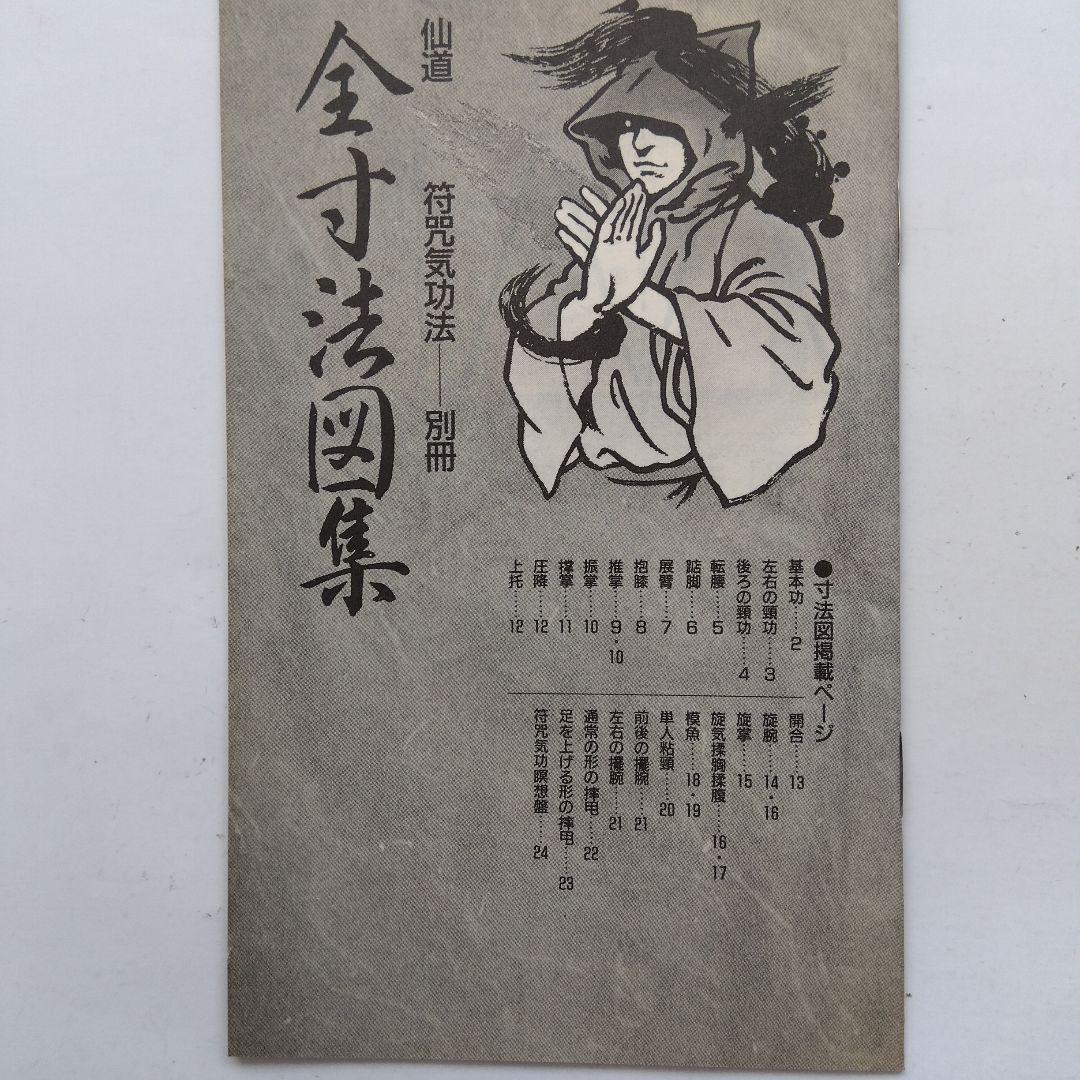 仙道 符咒気功法——別冊
全寸法図集
●寸法図掲載ページ
基本功……2
左右の頸功……3
後ろの頸功……4
転腰……5
踮脚……6
展臂……7
抱膝……8
推掌……9・10
振掌……10
撑掌……11
圧降……12
上托……12
開合……13
旋腕……14・16
旋掌……15
旋気揉胸揉腹……16・17
模魚……18・19
単人粘頸……20
前後の擺腕……21
左右の擺腕……21
通常の形の摔甩……22
足を上げる形の摔甩……23
符咒気功瞑想盤……24